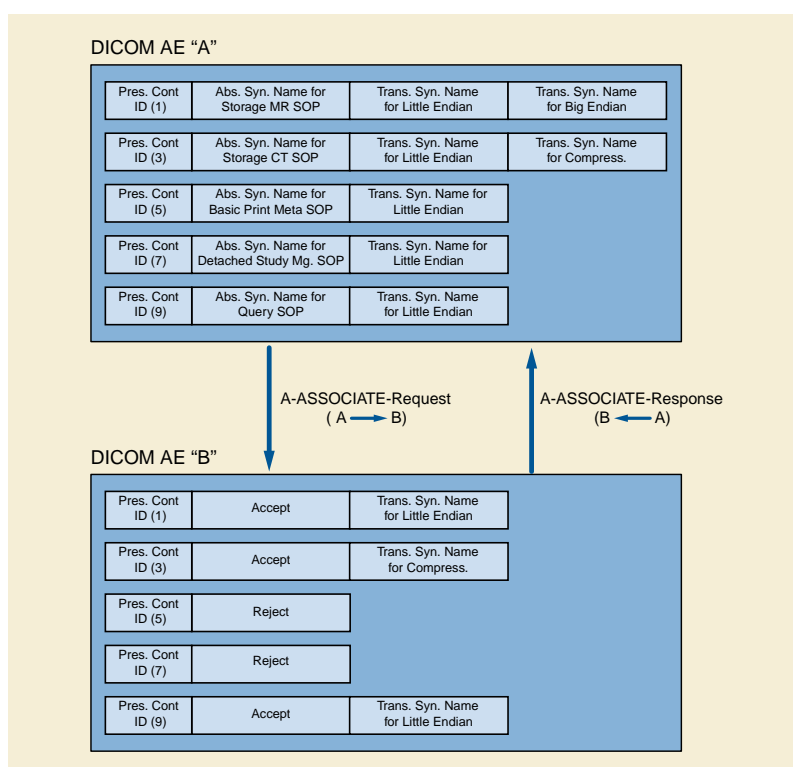 DICOM AE “A”
Pres. Cont
ID (1)
Abs. Syn. Name for
Storage MR SOP
Trans. Syn. Name
for Little Endian
Trans. Syn. Name
for Big Endian
Pres. Cont
ID (3)
Abs. Syn. Name for
Storage CT SOP
Trans. Syn. Name
for Little Endian
Trans. Syn. Name
for Compress.
Pres. Cont
ID (5)
Abs. Syn. Name for
Basic Print Meta SOP
Trans. Syn. Name for
Little Endian
Pres. Cont
ID (7)
Abs. Syn. Name for
Detached Study Mg. SOP
Trans. Syn. Name for
Little Endian
Pres. Cont
ID (9)
Abs. Syn. Name for
Query SOP
Trans. Syn. Name
for Little Endian
A-ASSOCIATE-Request
( A B)
A-ASSOCIATE-Response
(B A)
DICOM AE “B”
Pres. Cont
ID (1)
Accept
Trans. Syn. Name
for Little Endian
Pres. Cont
ID (3)
Accept
Trans. Syn. Name
for Compress.
Pres. Cont
ID (5)
Reject
Pres. Cont
ID (7)
Reject
Pres. Cont
ID (9)
Accept
Trans. Syn. Name
for Little Endian